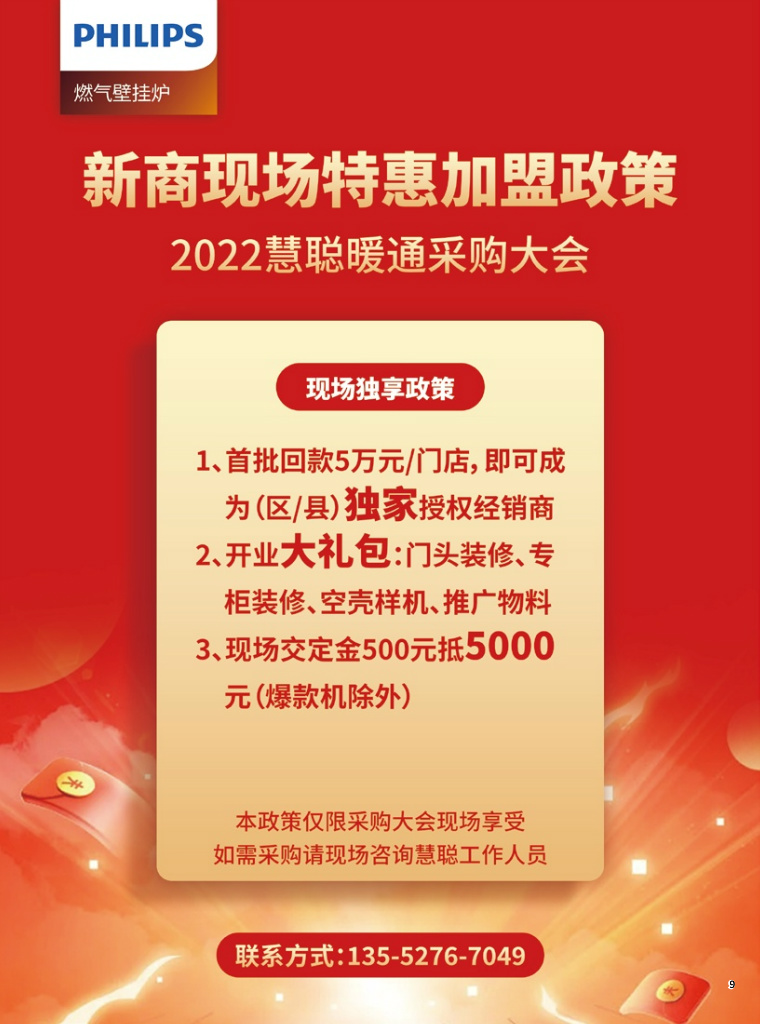 PHILIPS
燃气壁挂炉
新商现场特惠加盟政策
2022慧聪暖通采购大会
现场独享政策
1、首批回款5万元/门店，即可成
为（区/县）独家授权经销商
2、开业大礼包：门头装修、专
柜装修、空壳样机、推广物料
3、现场交定金500元抵5000
元（爆款机除外）
本政策仅限采购大会现场享受
如需采购请现场咨询慧聪工作人员
联系方式：135-5276-7049
9